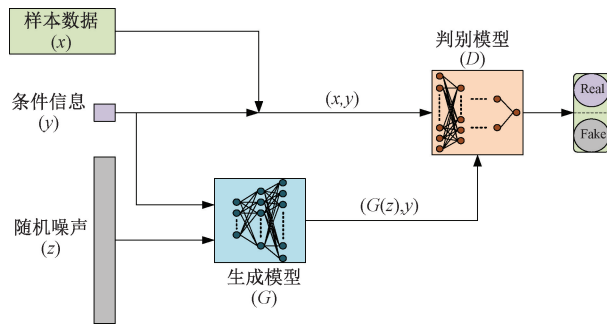 样本数据
(x)
条件信息
(y)
随机噪声
(z)
(x,y)
判别模型
(D)
Real
Fake
(G(z),y)
生成模型
(G)